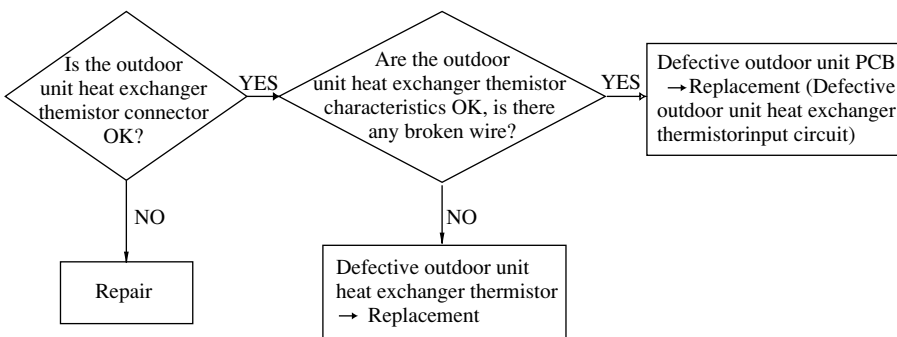 Is the outdoor
unit heat exchanger
themistor connector
OK?
YES
NO
Repair
Are the outdoor
unit heat exchanger themistor
characteristics OK, is there
any broken wire?
YES
NO
Defective outdoor unit
heat exchanger thermistor
→ Replacement
Defective outdoor unit PCB
→Replacement (Defective
outdoor unit heat exchanger
thermistorinput circuit)